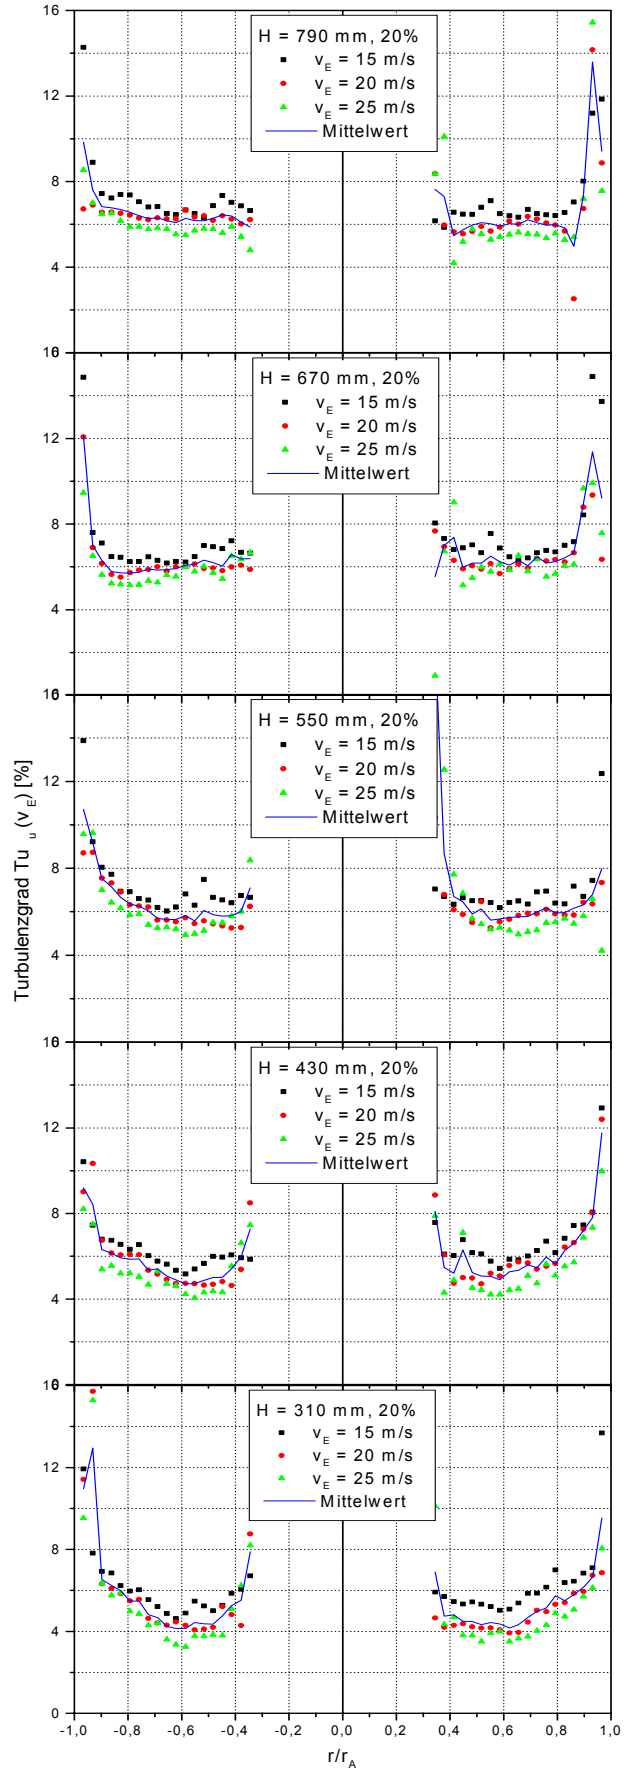 16
H = 790 mm, 20%
v_E = 15 m/s
v_E = 20 m/s
v_E = 25 m/s
Mittelwert
12
8
4
H = 670 mm, 20%
v_E = 15 m/s
v_E = 20 m/s
v_E = 25 m/s
Mittelwert
12
8
4
H = 550 mm, 20%
v_E = 15 m/s
v_E = 20 m/s
v_E = 25 m/s
Mittelwert
12
8
4
Turbulenzgrad Tu_u (v_E) [%]
H = 430 mm, 20%
v_E = 15 m/s
v_E = 20 m/s
v_E = 25 m/s
Mittelwert
12
8
4
H = 310 mm, 20%
v_E = 15 m/s
v_E = 20 m/s
v_E = 25 m/s
Mittelwert
12
8
4
0
-1,0 -0,8 -0,6 -0,4 -0,2 0,0 0,2 0,4 0,6 0,8 1,0
r/r_A